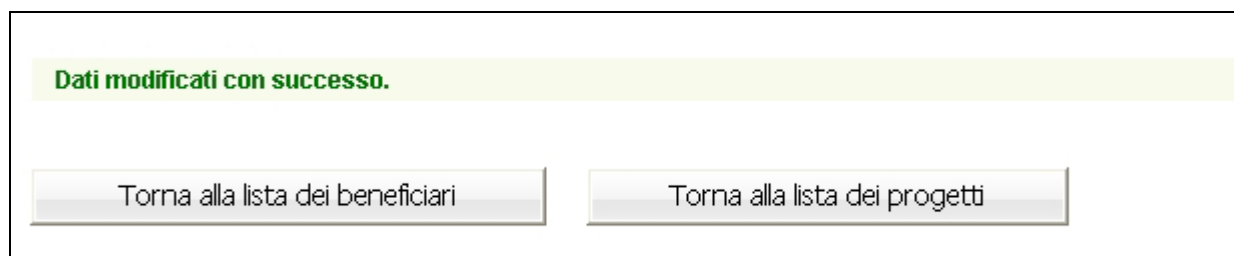 Dati modificati con successo.
Torna alla lista dei beneficiari
Torna alla lista dei progetti